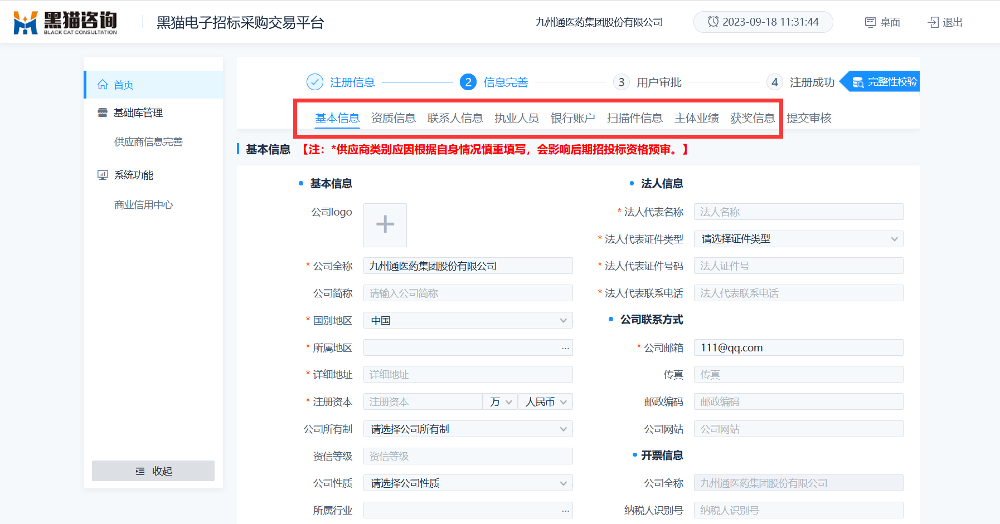 黑猫咨询
BLACK CAT CONSULTATION
黑猫电子招标采购交易平台
九州通医药集团股份有限公司
2023-09-18 11:31:44
桌面
退出
首页
基础库管理
供应商信息完善
系统功能
商业信用中心
收起
注册信息
2 信息完善
3 用户审批
4 注册成功
完整性校验
基本信息 资质信息 联系人信息 执业人员 银行账户 扫描件信息 主体业绩 获奖信息 提交审核
基本信息 【注：*供应商类别应因根据自身情况慎重填写，会影响后期招投标资格预审。】
基本信息
公司logo
* 公司全称 九州通医药集团股份有限公司
公司简称 请输入公司简称
* 国别地区 中国
* 所属地区 ...
* 详细地址 详细地址
* 注册资本 注册资本 万 人民币
公司所有制 请选择公司所有制
资信等级 资信等级
公司性质 请选择公司性质
所属行业 ...
法人信息
* 法人代表名称 法人名称
* 法人代表证件类型 请选择证件类型
* 法人代表证件号码 法人证件号
* 法人代表联系电话 法人代表联系电话
公司联系方式
* 公司邮箱 111@qq.com
传真 传真
邮政编码 邮政编码
公司网站 公司网站
开票信息
公司全称 九州通医药集团股份有限公司
纳税人识别号 纳税人识别号